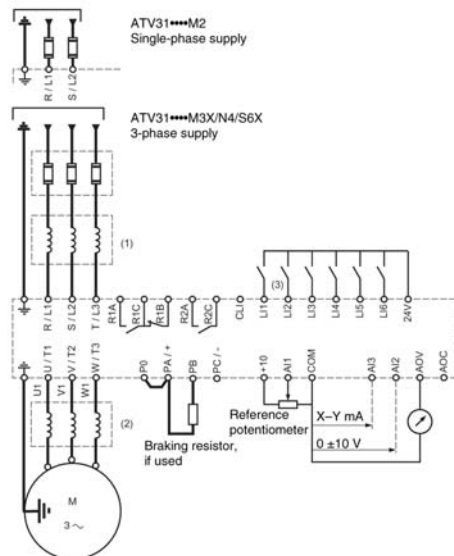 ATV31••••M2
Single-phase supply
R / L1
S / L2
ATV31••••M3X/N4/S6X
3-phase supply
(1)
(3)
R / L1
S / L2
T / L3
R1A
R1C
R1B
R2A
R2C
CLI
LI1
LI2
LI3
LI4
LI5
LI6
24V
U / T1
V / T2
W / T3
P0
PA / +
PB
PC / -
+10
AI1
COM
AI3
AI2
AOV
AOC
U1
V1
W1
(2)
Braking resistor,
if used
Reference
potentiometer
X–Y mA
0 ±10 V
M
3 ~